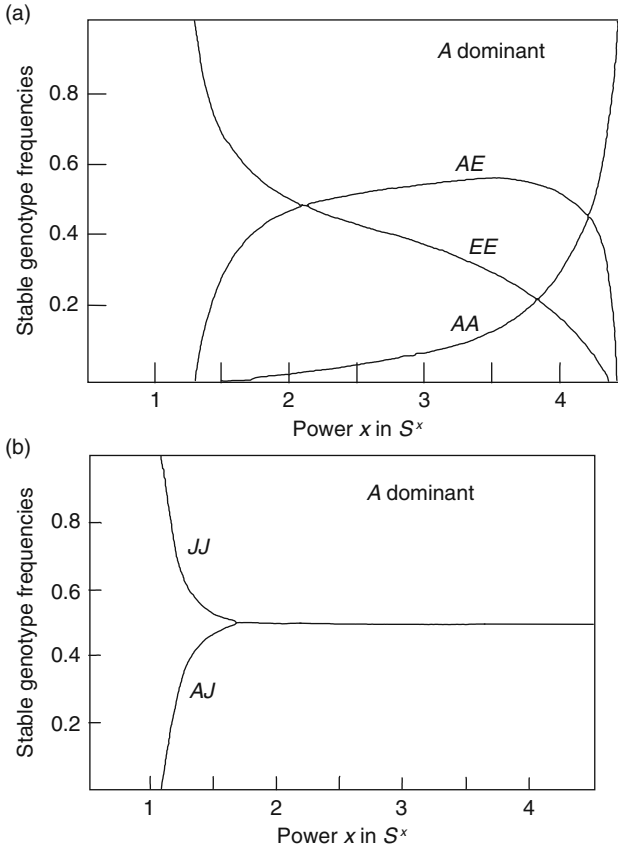 (a)
A dominant
Stable genotype frequencies
0.8
0.6
0.4
0.2
AE
EE
AA
1 2 3 4
Power x in Sˣ
(b)
A dominant
Stable genotype frequencies
0.8
0.6
0.4
0.2
JJ
AJ
1 2 3 4
Power x in Sˣ